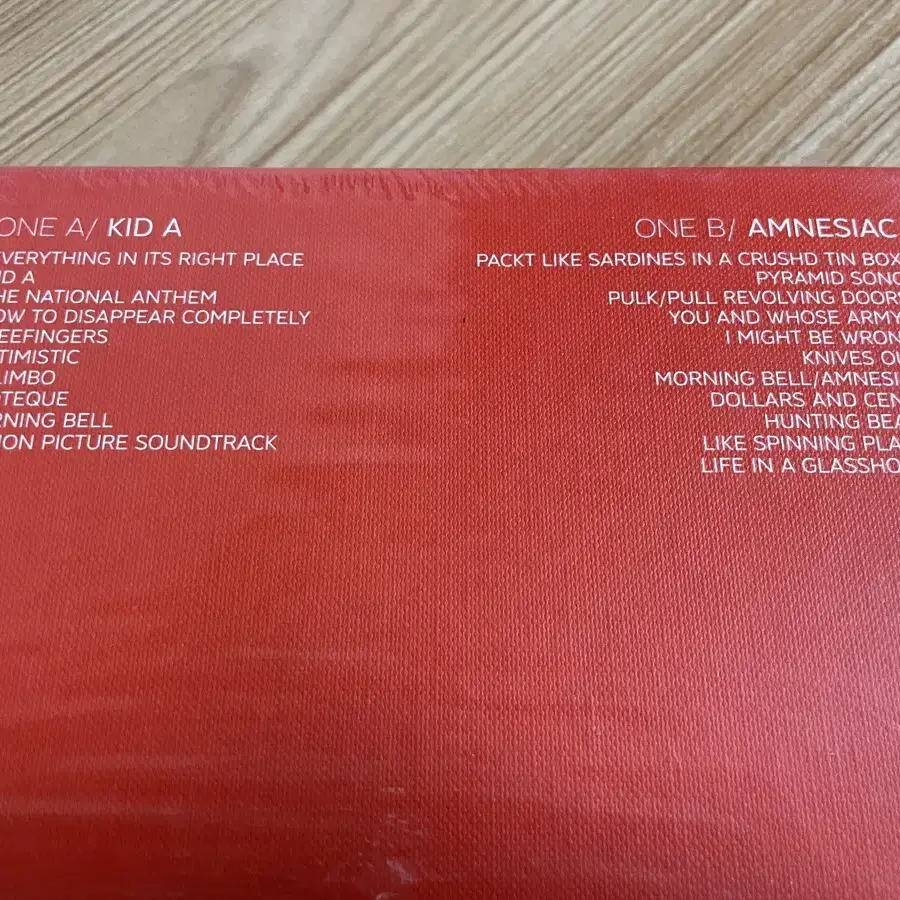 ONE A/ KID A
EVERYTHING IN ITS RIGHT PLACE
ID A
HE NATIONAL ANTHEM
OW TO DISAPPEAR COMPLETELY
EEFINGERS
TIMISTIC
LIMBO
TEQUE
RNING BELL
ION PICTURE SOUNDTRACK
ONE B/ AMNESIAC
PACKT LIKE SARDINES IN A CRUSHD TIN BOX
PYRAMID SONG
PULK/PULL REVOLVING DOOR
YOU AND WHOSE ARMY
I MIGHT BE WRON
KNIVES OU
MORNING BELL/AMNESI
DOLLARS AND CEN
HUNTING BEA
LIKE SPINNING PLA
LIFE IN A GLASSHO